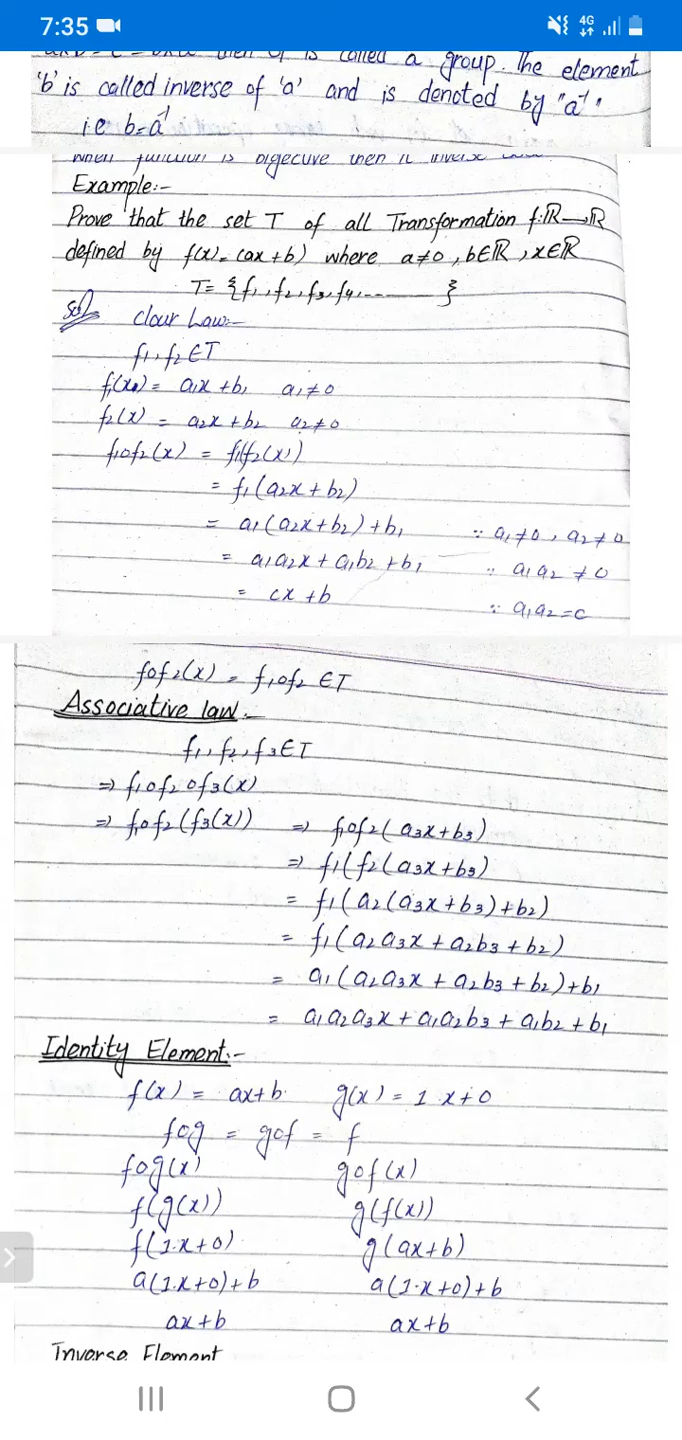 7:35
4G
called a group. The element
'b' is called inverse of 'a' and is denoted by "a⁻¹"
i.e b=a⁻¹
when function is bijective then it inverse
Example:-
Prove that the set T of all Transformation f:ℝ→ℝ
defined by f(x)=(ax+b) where a≠0, b∈ℝ, x∈ℝ
T= {f₁,f₂,f₃,f₄,......... }
Sol) Clour Law:-
f₁,f₂∈T
f₁(x) = a₁x+b₁ a₁≠0
f₂(x) = a₂x+b₂ a₂≠0
f₁of₂(x) = f₁(f₂(x))
= f₁(a₂x+b₂)
= a₁(a₂x+b₂)+b₁ ∵ a₁≠0, a₂≠0
= a₁a₂x+a₁b₂+b₁ ∵ a₁a₂≠0
= cx+b ∵ a₁a₂=c
fof₂(x) = f₁of₂ ∈T
Associative law:-
f₁,f₂,f₃∈T
⇒ f₁of₂of₃(x)
⇒ f₁of₂(f₃(x)) ⇒ f₁of₂(a₃x+b₃)
⇒ f₁(f₂(a₃x+b₃)
= f₁(a₂(a₃x+b₃)+b₂)
= f₁(a₂a₃x+a₂b₃+b₂)
= a₁(a₂a₃x+a₂b₃+b₂)+b₁
= a₁a₂a₃x+a₁a₂b₃+a₁b₂+b₁
Identity Element:-
f(x) = ax+b g(x) = 1.x+0
fog = gof = f
fog(x) gof(x)
f(g(x)) g(f(x))
f(1.x+0) g(ax+b)
a(1.x+0)+b a(1.x+0)+b
ax+b ax+b
Inverse Element